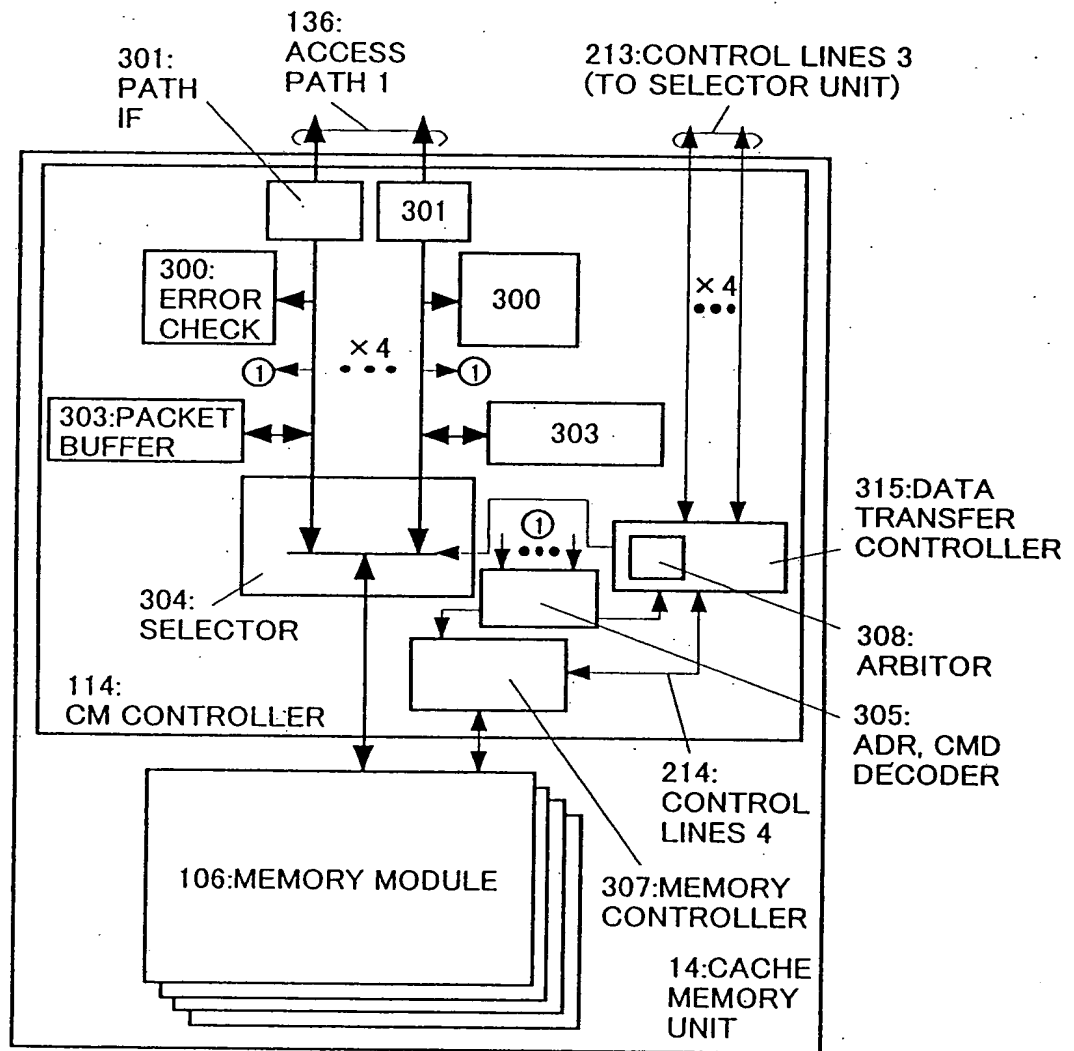 136:
ACCESS
PATH 1
301:
PATH
IF
213:CONTROL LINES 3
(TO SELECTOR UNIT)
301
300:
ERROR
CHECK
300
× 4
× 4
① ①
303:PACKET
BUFFER
303
①
315:DATA
TRANSFER
CONTROLLER
304:
SELECTOR
308:
ARBITOR
114:
CM CONTROLLER
305:
ADR, CMD
DECODER
214:
CONTROL
LINES 4
106:MEMORY MODULE
307:MEMORY
CONTROLLER
14:CACHE
MEMORY
UNIT